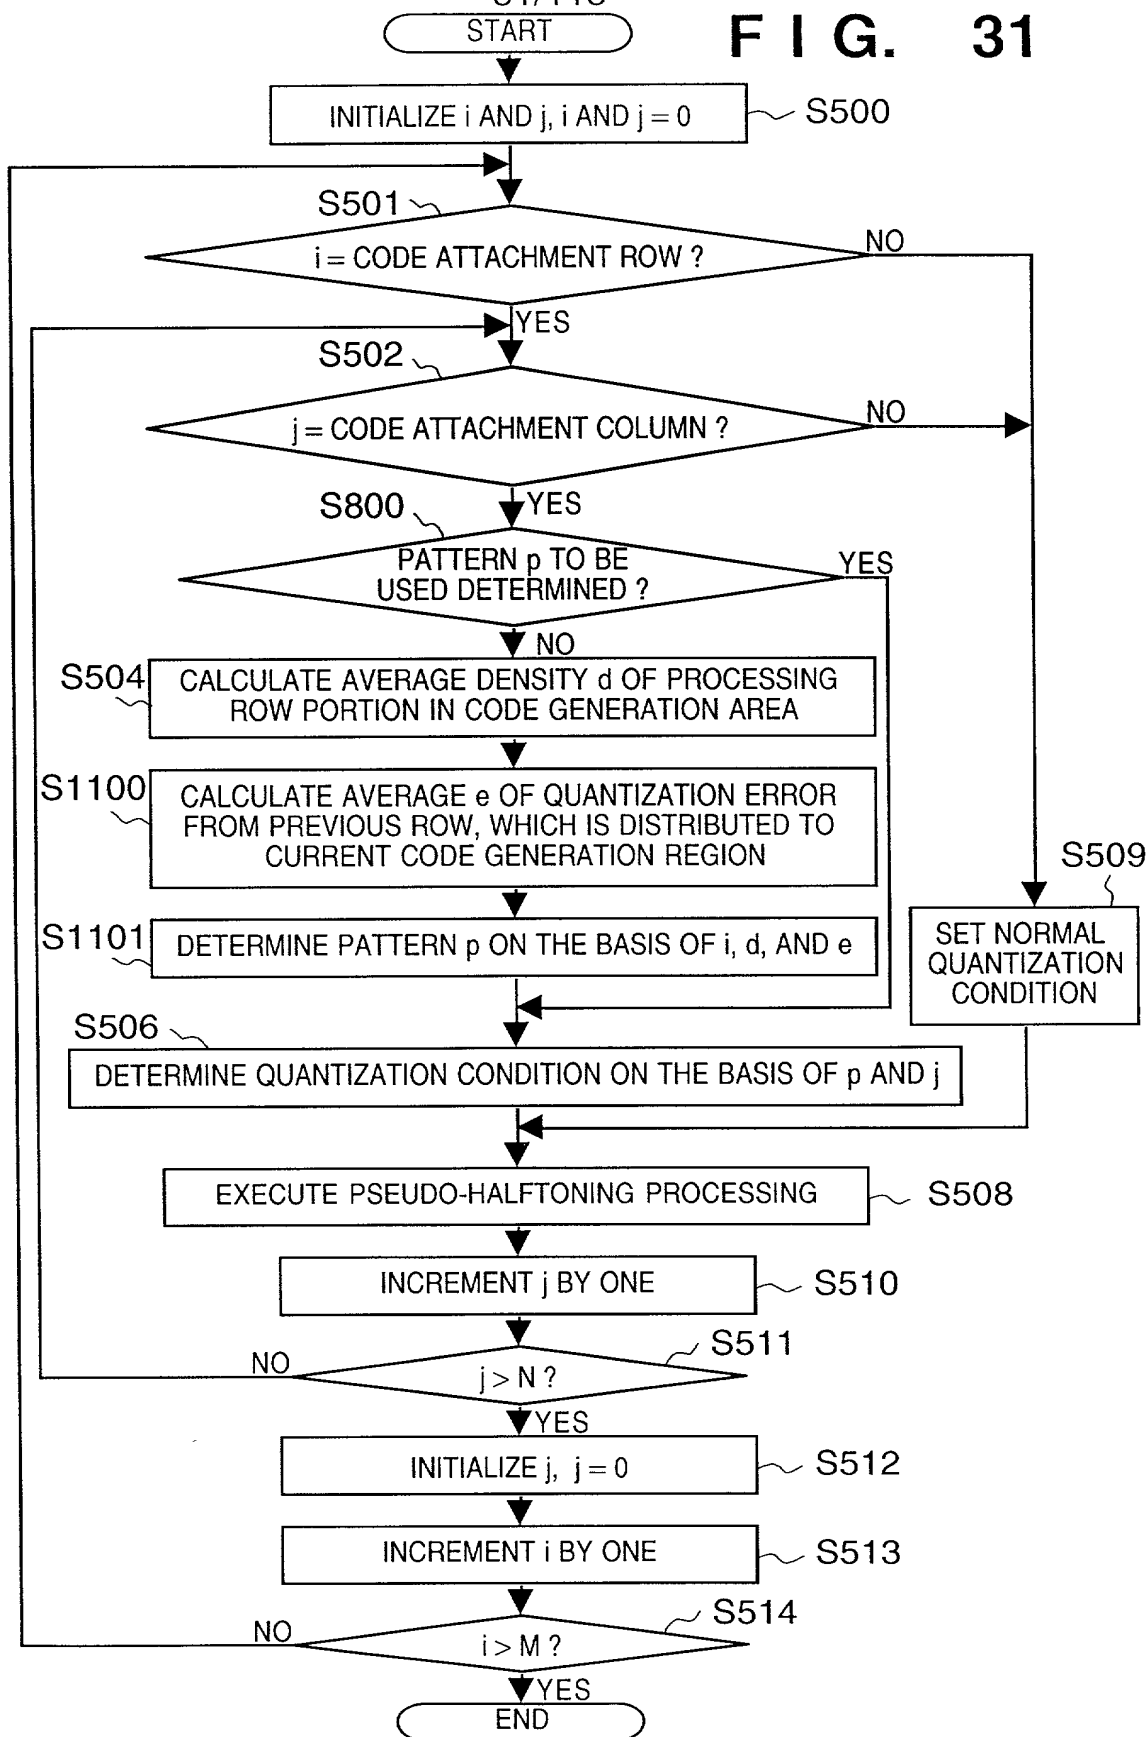 START
FIG. 31
INITIALIZE i AND j, i AND j = 0
S500
S501
i = CODE ATTACHMENT ROW ?
NO
YES
S502
j = CODE ATTACHMENT COLUMN ?
NO
YES
S800
PATTERN p TO BE
USED DETERMINED ?
YES
NO
S504
CALCULATE AVERAGE DENSITY d OF PROCESSING
ROW PORTION IN CODE GENERATION AREA
S1100
CALCULATE AVERAGE e OF QUANTIZATION ERROR
FROM PREVIOUS ROW, WHICH IS DISTRIBUTED TO
CURRENT CODE GENERATION REGION
S509
S1101
DETERMINE PATTERN p ON THE BASIS OF i, d, AND e
SET NORMAL
QUANTIZATION
CONDITION
S506
DETERMINE QUANTIZATION CONDITION ON THE BASIS OF p AND j
EXECUTE PSEUDO-HALFTONING PROCESSING
S508
INCREMENT j BY ONE
S510
S511
NO
j > N ?
YES
INITIALIZE j, j = 0
S512
INCREMENT i BY ONE
S513
S514
NO
i > M ?
YES
END